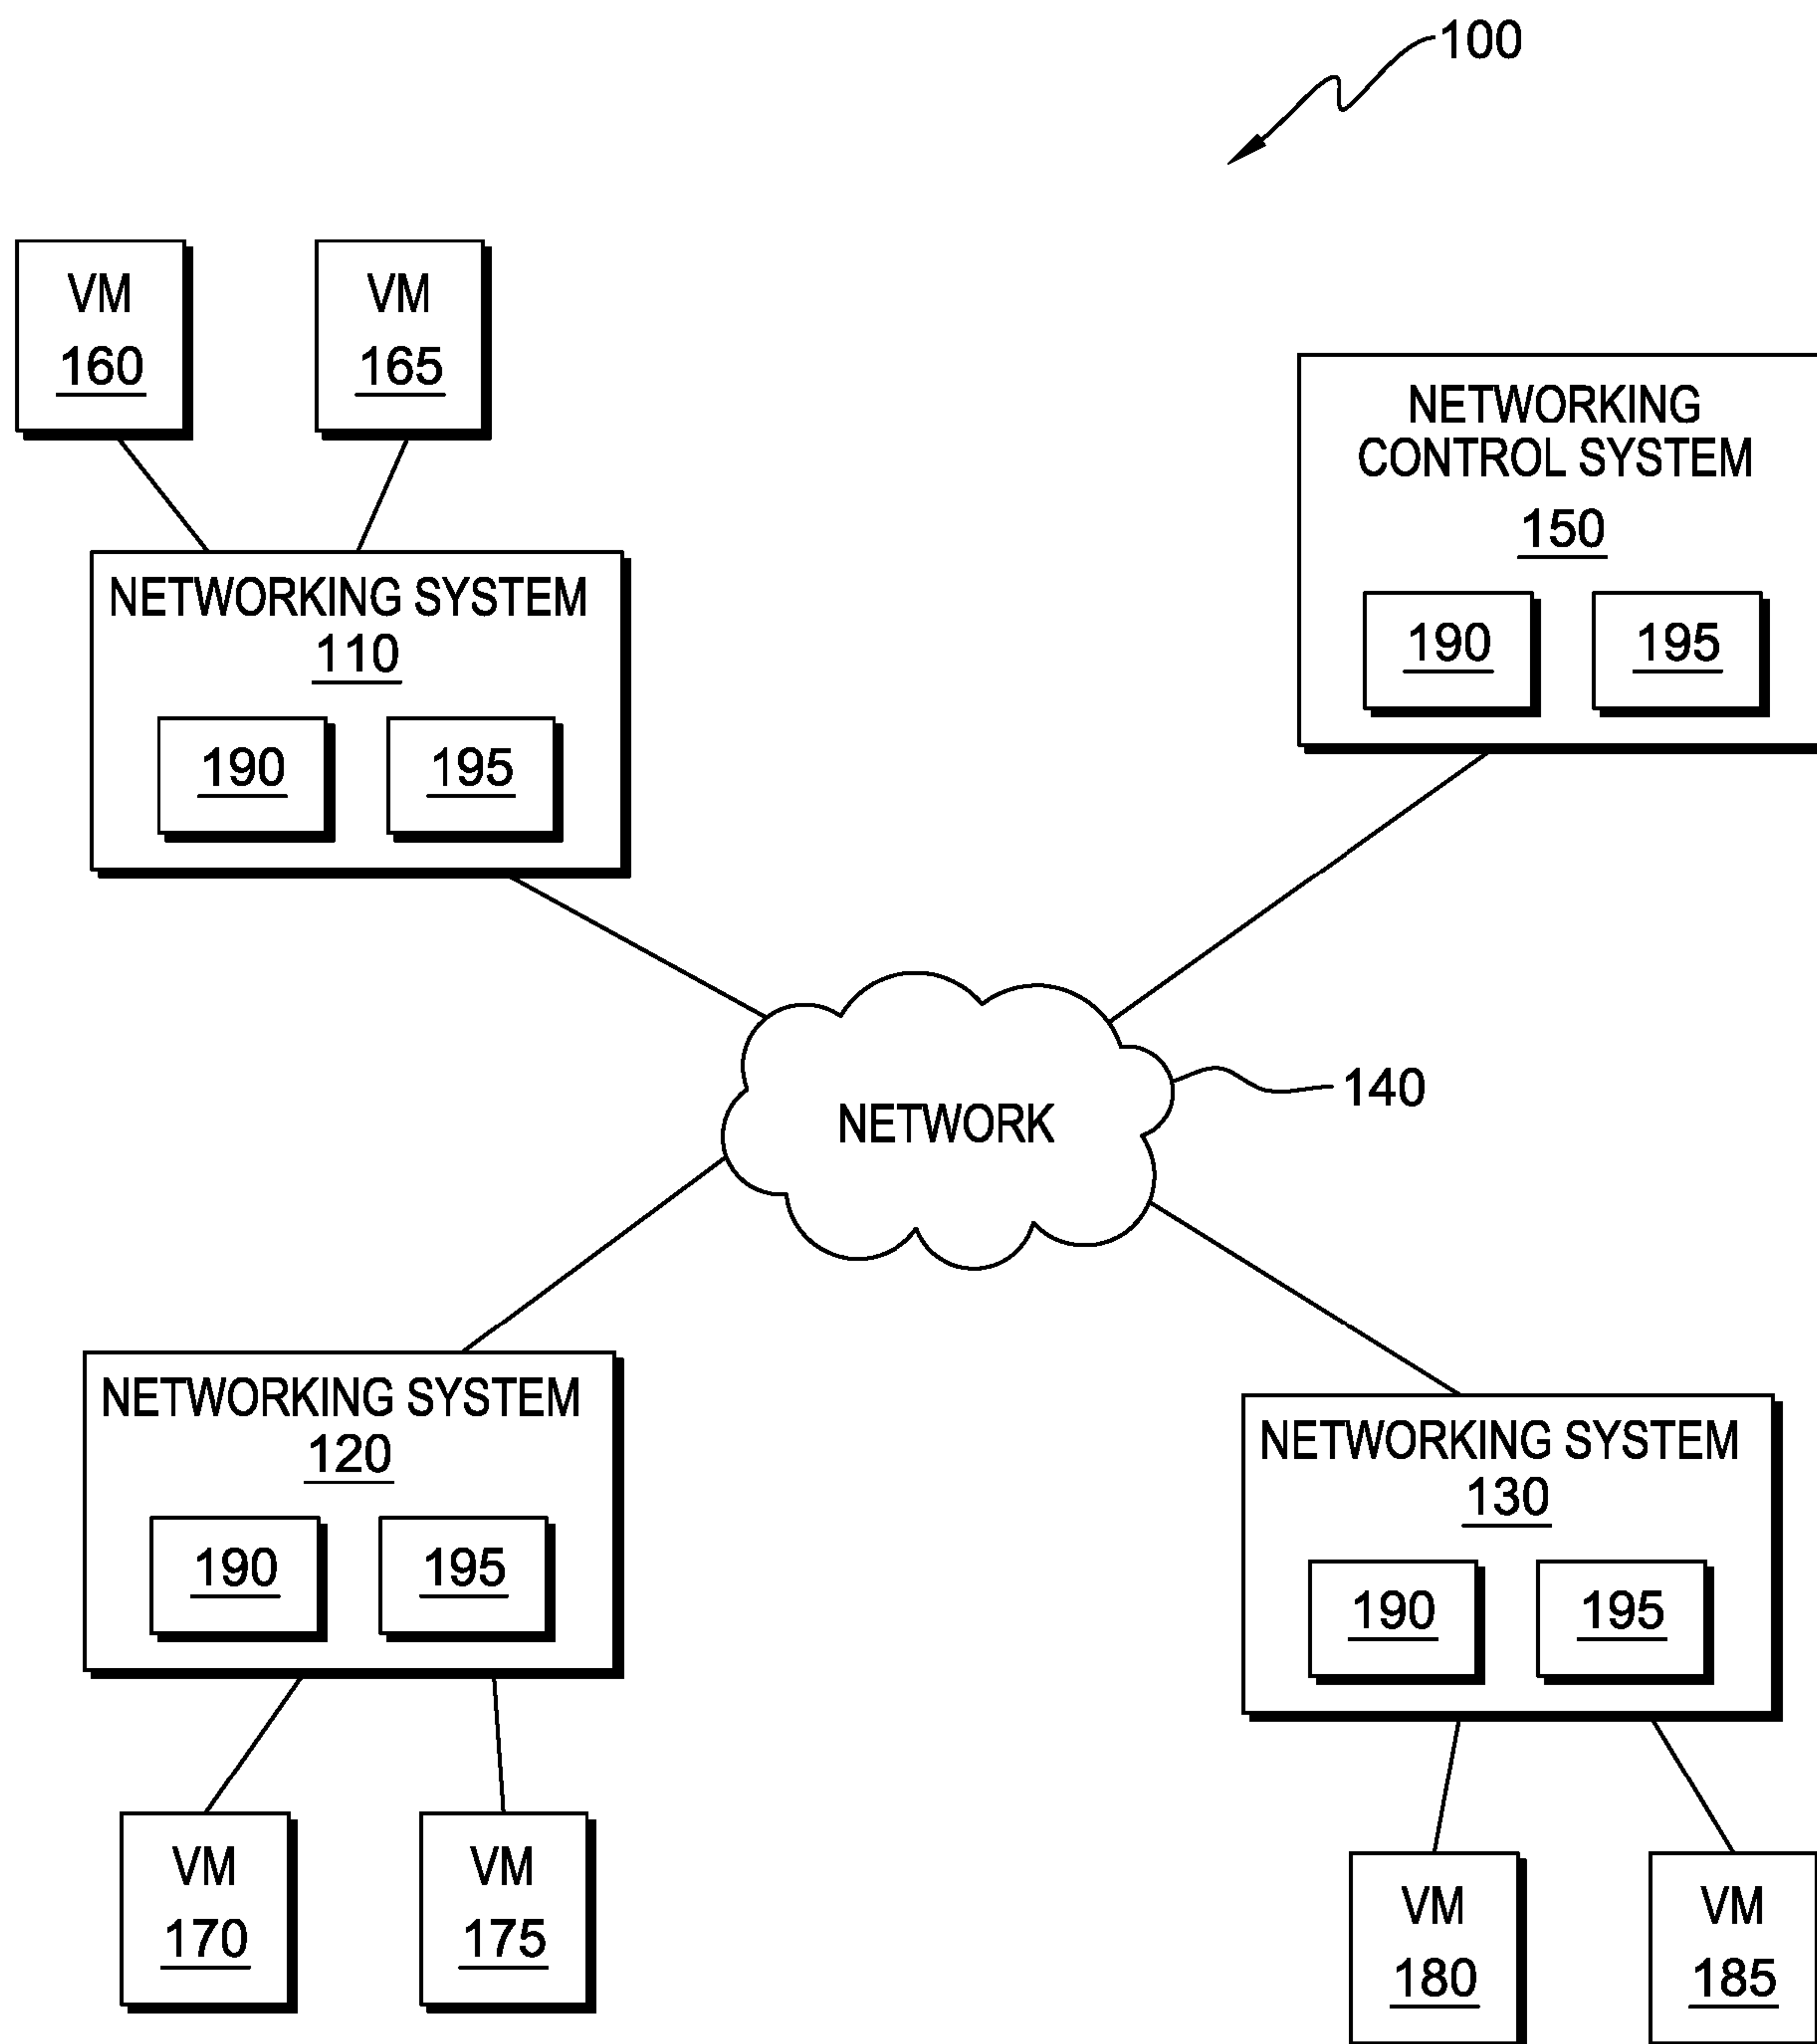 100
VM
160
VM
165
NETWORKING
CONTROL SYSTEM
150
190
195
NETWORKING SYSTEM
110
190
195
NETWORK
140
NETWORKING SYSTEM
120
190
195
NETWORKING SYSTEM
130
190
195
VM
170
VM
175
VM
180
VM
185